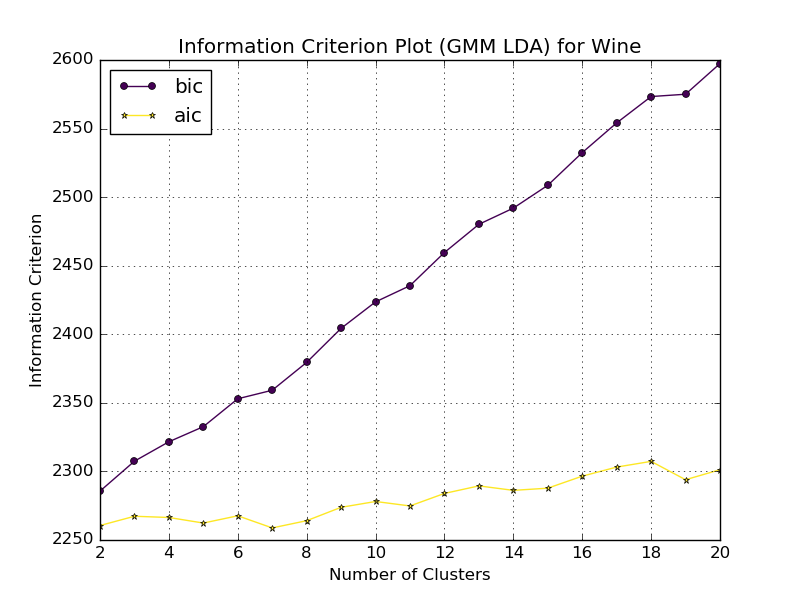 Information Criterion Plot (GMM LDA) for Wine
bic
aic
Information Criterion
2600
2550
2500
2450
2400
2350
2300
2250
2 4 6 8 10 12 14 16 18 20
Number of Clusters